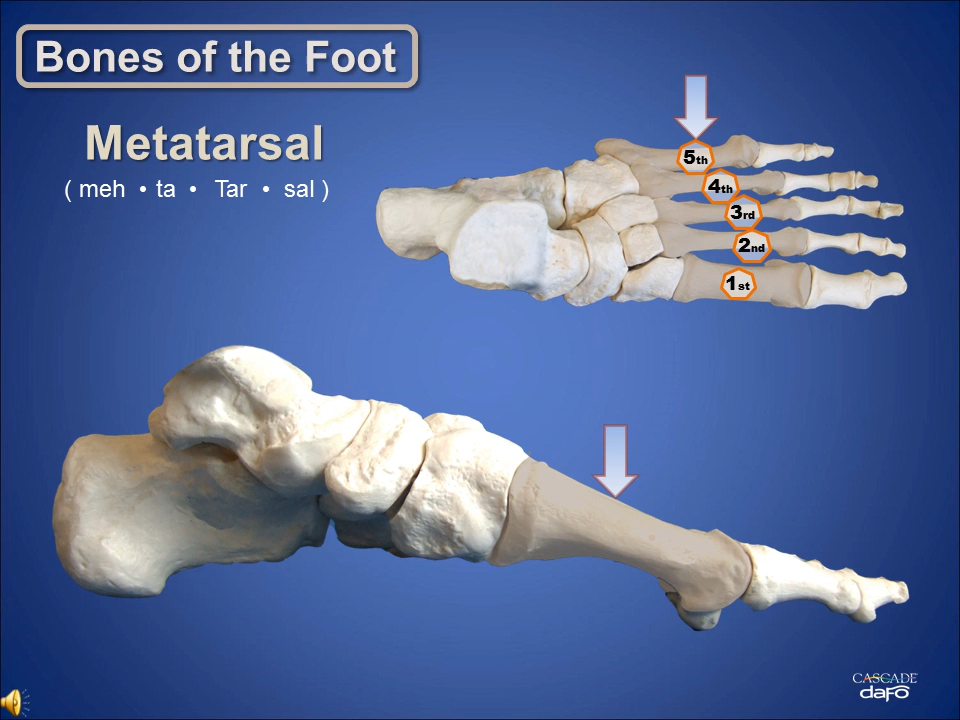 Bones of the Foot
Metatarsal
( meh • ta • Tar • sal )
5th
4th
3rd
2nd
1st
CASCADE
dafo